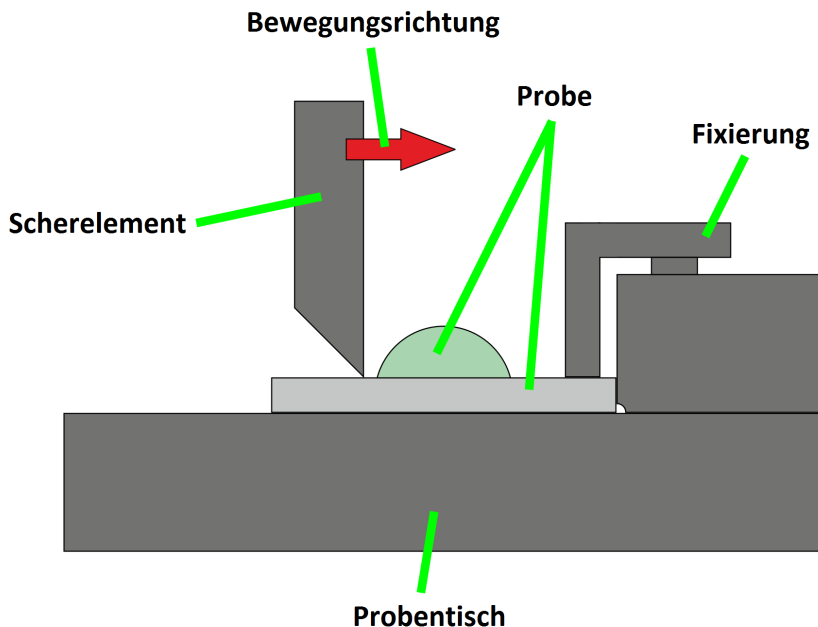 Bewegungsrichtung
Probe
Fixierung
Scherelement
Probentisch